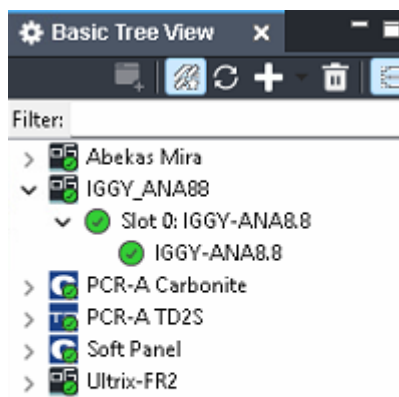 Basic Tree View
Filter:
Abekas Mira
IGGY_ANA88
Slot 0: IGGY-ANA8.8
IGGY-ANA8.8
PCR-A Carbonite
PCR-A TD2S
Soft Panel
Ultrix-FR2